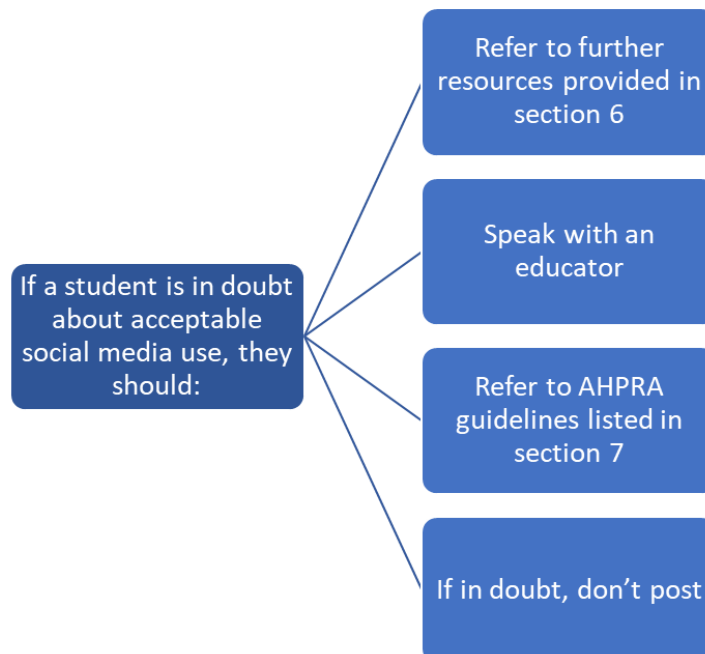 If a student is in doubt
about acceptable
social media use, they
should:
Refer to further
resources provided in
section 6
Speak with an
educator
Refer to AHPRA
guidelines listed in
section 7
If in doubt, don’t post